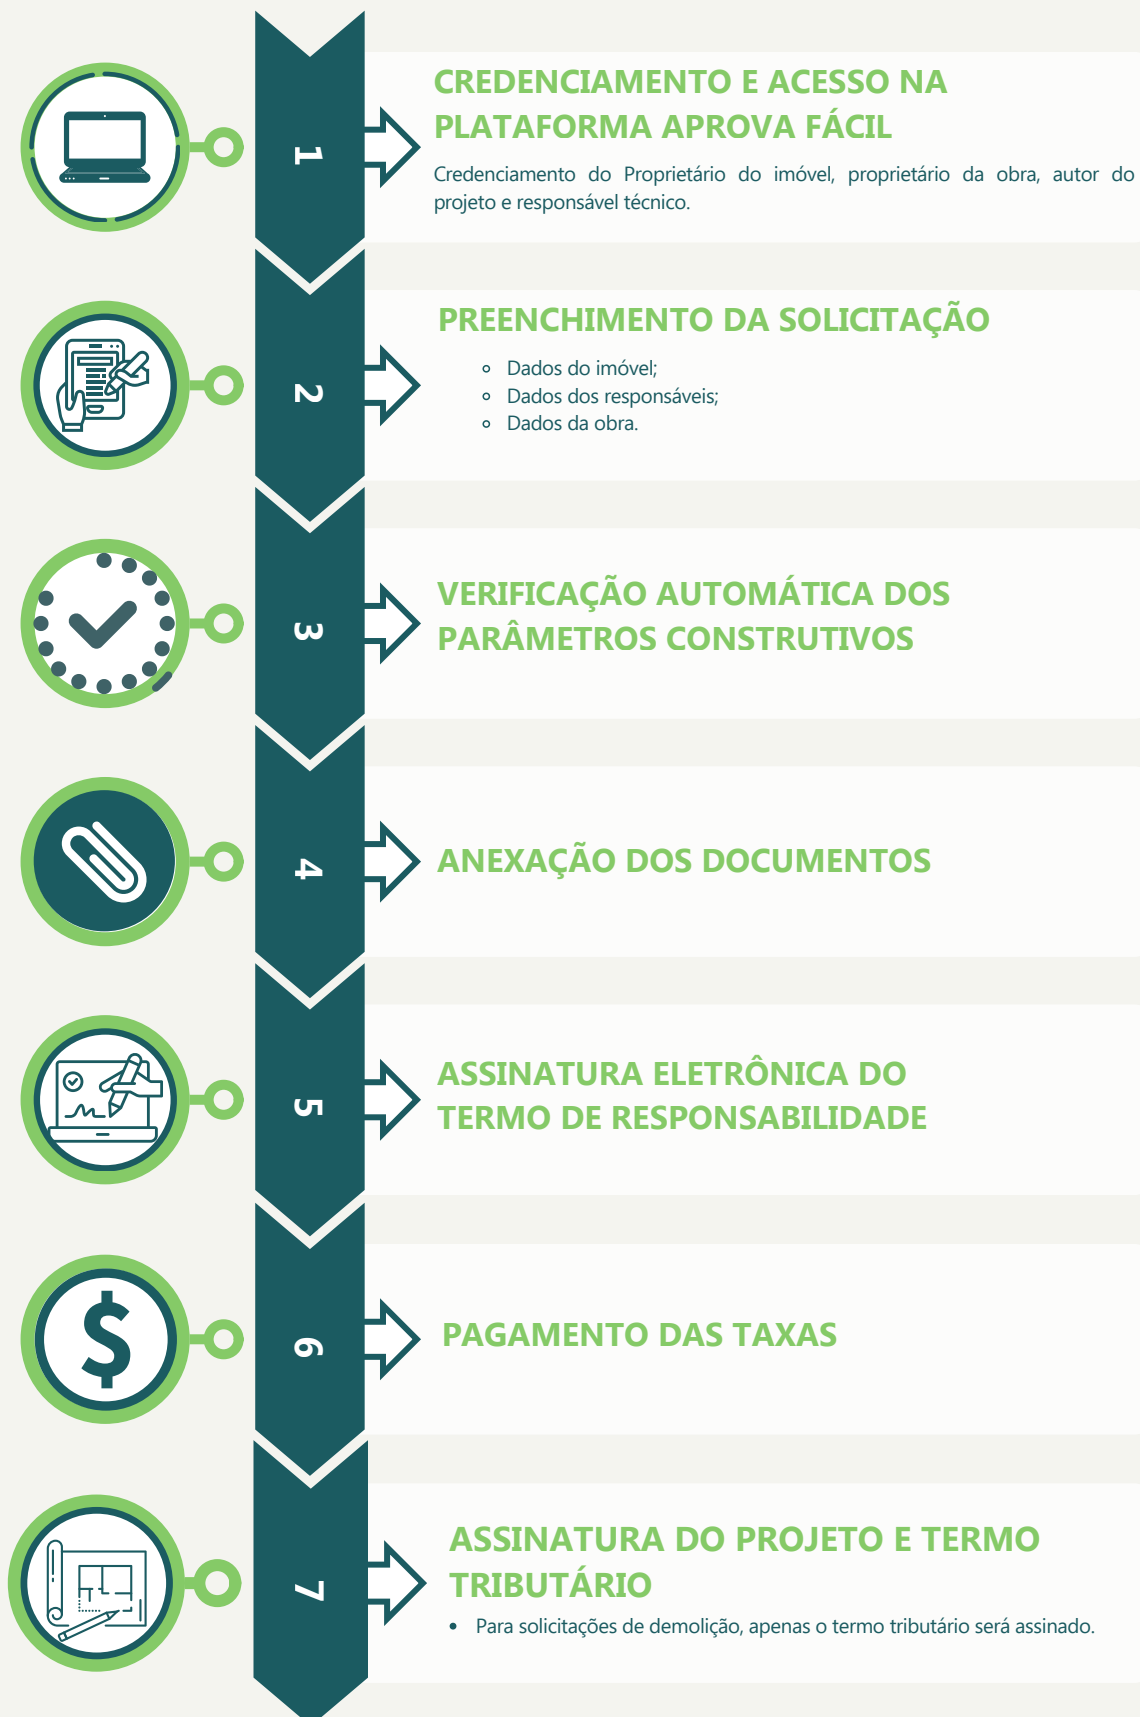 1
CREDENCIAMENTO E ACESSO NA
PLATAFORMA APROVA FÁCIL
Credenciamento do Proprietário do imóvel, proprietário da obra, autor do
projeto e responsável técnico.
2
PREENCHIMENTO DA SOLICITAÇÃO
Dados do imóvel;
Dados dos responsáveis;
Dados da obra.
3
VERIFICAÇÃO AUTOMÁTICA DOS
PARÂMETROS CONSTRUTIVOS
4
ANEXAÇÃO DOS DOCUMENTOS
5
ASSINATURA ELETRÔNICA DO
TERMO DE RESPONSABILIDADE
$
6
PAGAMENTO DAS TAXAS
7
ASSINATURA DO PROJETO E TERMO
TRIBUTÁRIO
• Para solicitações de demolição, apenas o termo tributário será assinado.